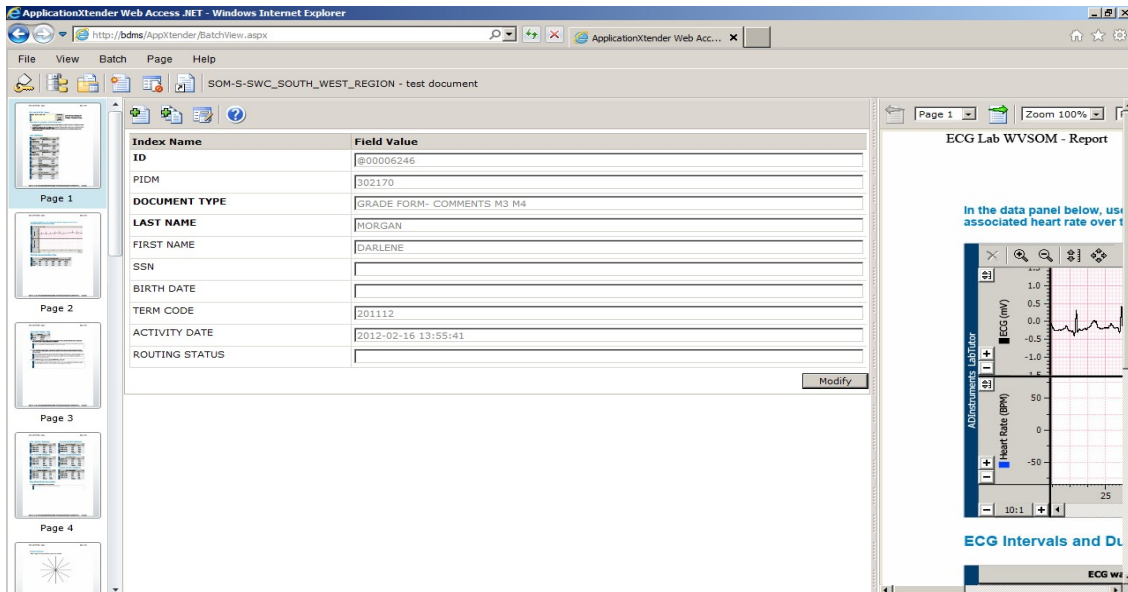 ApplicationXtender Web Access .NET - Windows Internet Explorer
http://bdms/AppXtender/BatchView.aspx
ApplicationXtender Web Acc...
File View Batch Page Help
SOM-S-SWC_SOUTH_WEST_REGION - test document
Page 1
Page 2
Page 3
Page 4
Index Name Field Value
ID @00006246
PIDM 302170
DOCUMENT TYPE GRADE FORM- COMMENTS M3 M4
LAST NAME MORGAN
FIRST NAME DARLENE
SSN
BIRTH DATE
TERM CODE 201112
ACTIVITY DATE 2012-02-16 13:55:41
ROUTING STATUS
Modify
Page 1 Zoom 100%
ECG Lab WVSOM - Report
In the data panel below, use
associated heart rate over t
ADInstruments LabTutor
ECG (mV)
1.0
0.5
0.0
-0.5
-1.0
Heart Rate (BPM)
50
0
-50
25
10:1
ECG Intervals and Du
ECG wa